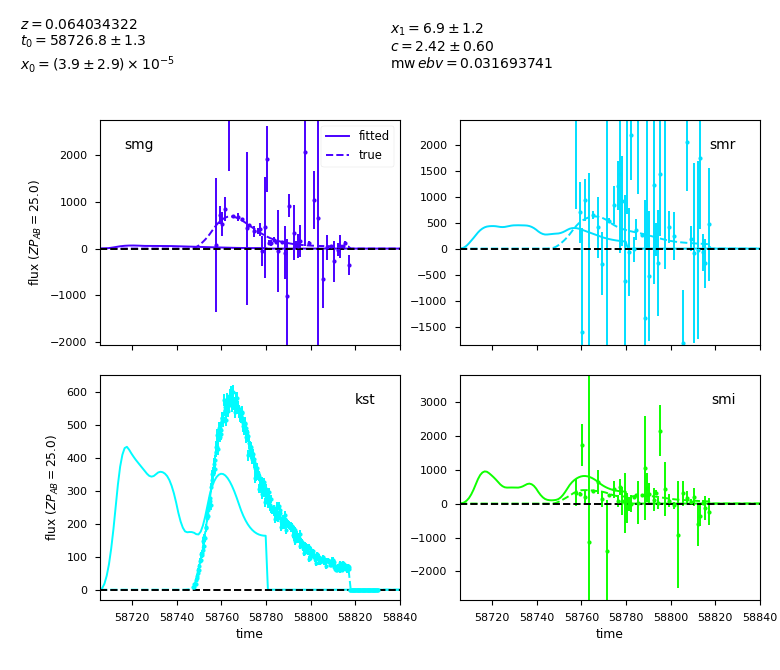 z = 0.064034322
t₀ = 58726.8 ± 1.3
x₀ = (3.9 ± 2.9) × 10⁻⁵
x₁ = 6.9 ± 1.2
c = 2.42 ± 0.60
mw ebv = 0.031693741
smg
fitted
true
flux (ZP_AB = 25.0)
2000
1000
0
−1000
−2000
smr
2000
1500
1000
500
0
−500
−1000
−1500
kst
flux (ZP_AB = 25.0)
600
500
400
300
200
100
0
58720 58740 58760 58780 58800 58820 58840
time
smi
3000
2000
1000
0
−1000
−2000
58720 58740 58760 58780 58800 58820 58840
time